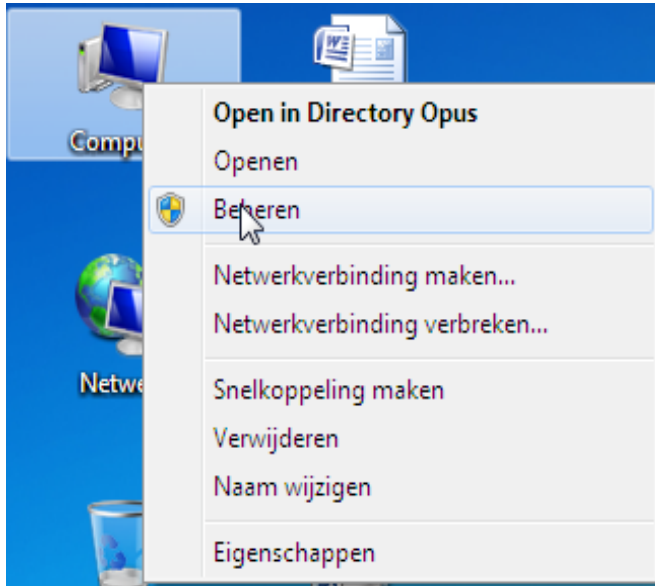 Open in Directory Opus
Openen
Beheren
Netwerkverbinding maken...
Netwerkverbinding verbreken...
Snelkoppeling maken
Verwijderen
Naam wijzigen
Eigenschappen